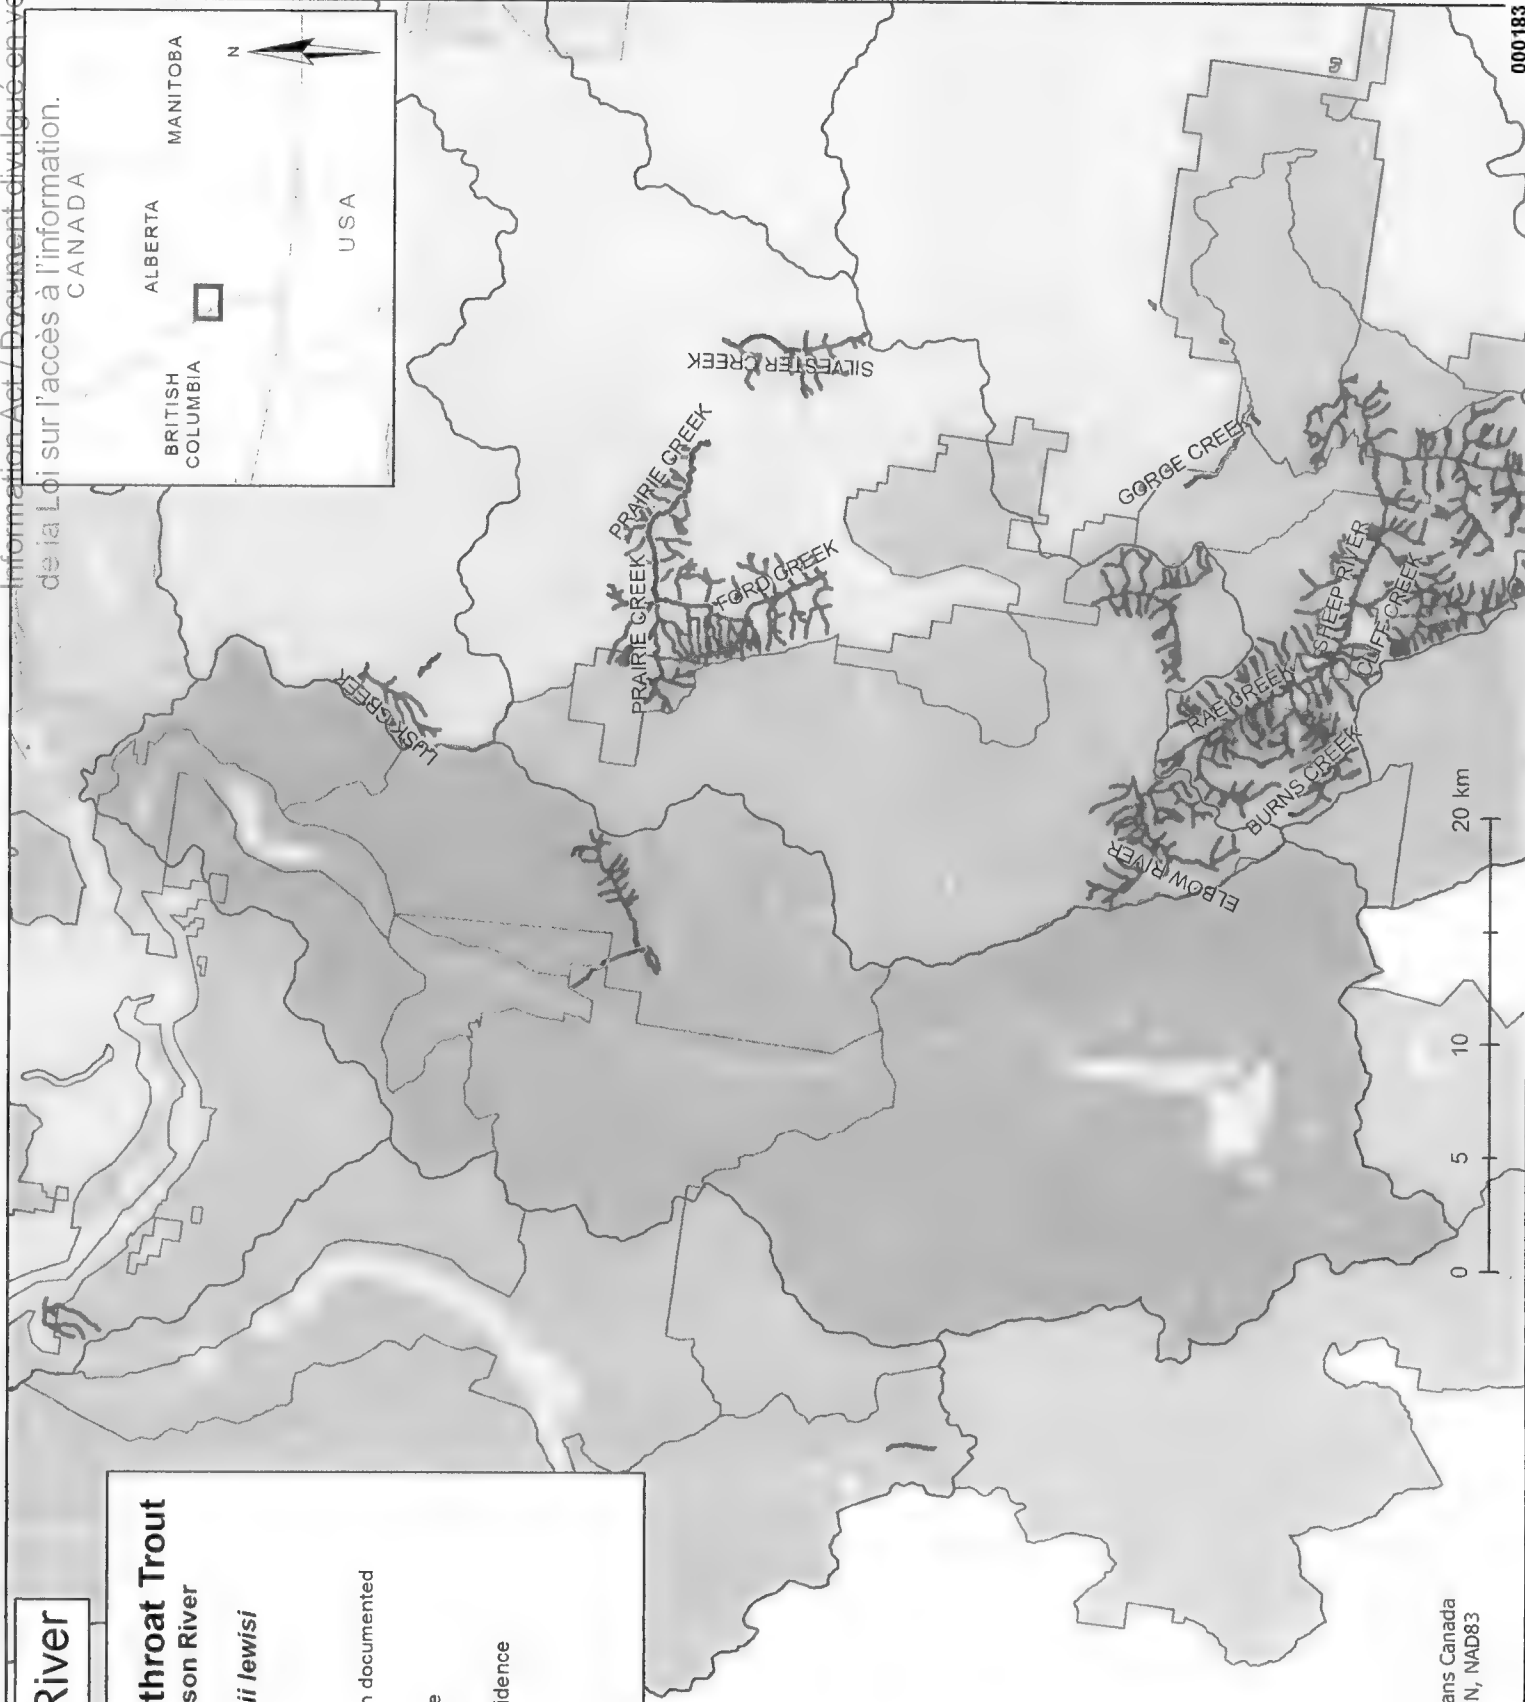 Information Act / Document divulgué en
de la Loi sur l'accès à l'information.
CANADA
ALBERTA
MANITOBA
BRITISH
COLUMBIA
USA
N
River
throat Trout
son River
ii lewisi
n documented
e
idence
LUSK CREEK
PRAIRIE CREEK
PRAIRIE CREEK
FORD CREEK
SILVESTER CREEK
GORGE CREEK
SHEEP RIVER
CLIFF CREEK
RAE CREEK
BURNS CREEK
ELBOW RIVER
0 5 10 20 km
ans Canada
N, NAD83
000183